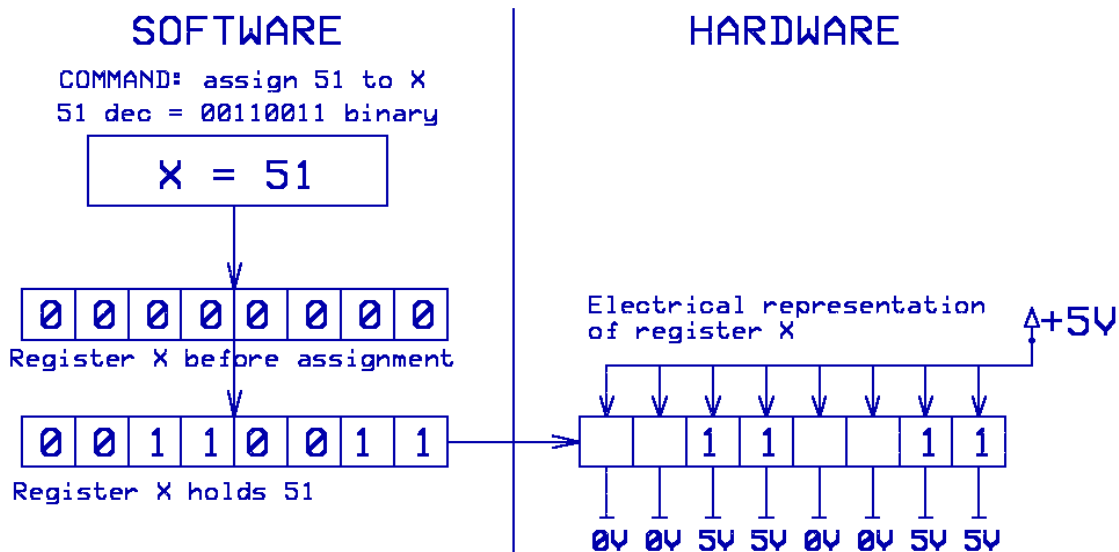 SOFTWARE
COMMAND: assign 51 to X
51 dec = 00110011 binary
X = 51
0 0 0 0 0 0 0 0
Register X before assignment
0 0 1 1 0 0 1 1
Register X holds 51
HARDWARE
Electrical representation
of register X
+5V
1 1 1 1
0V 0V 5V 5V 0V 0V 5V 5V